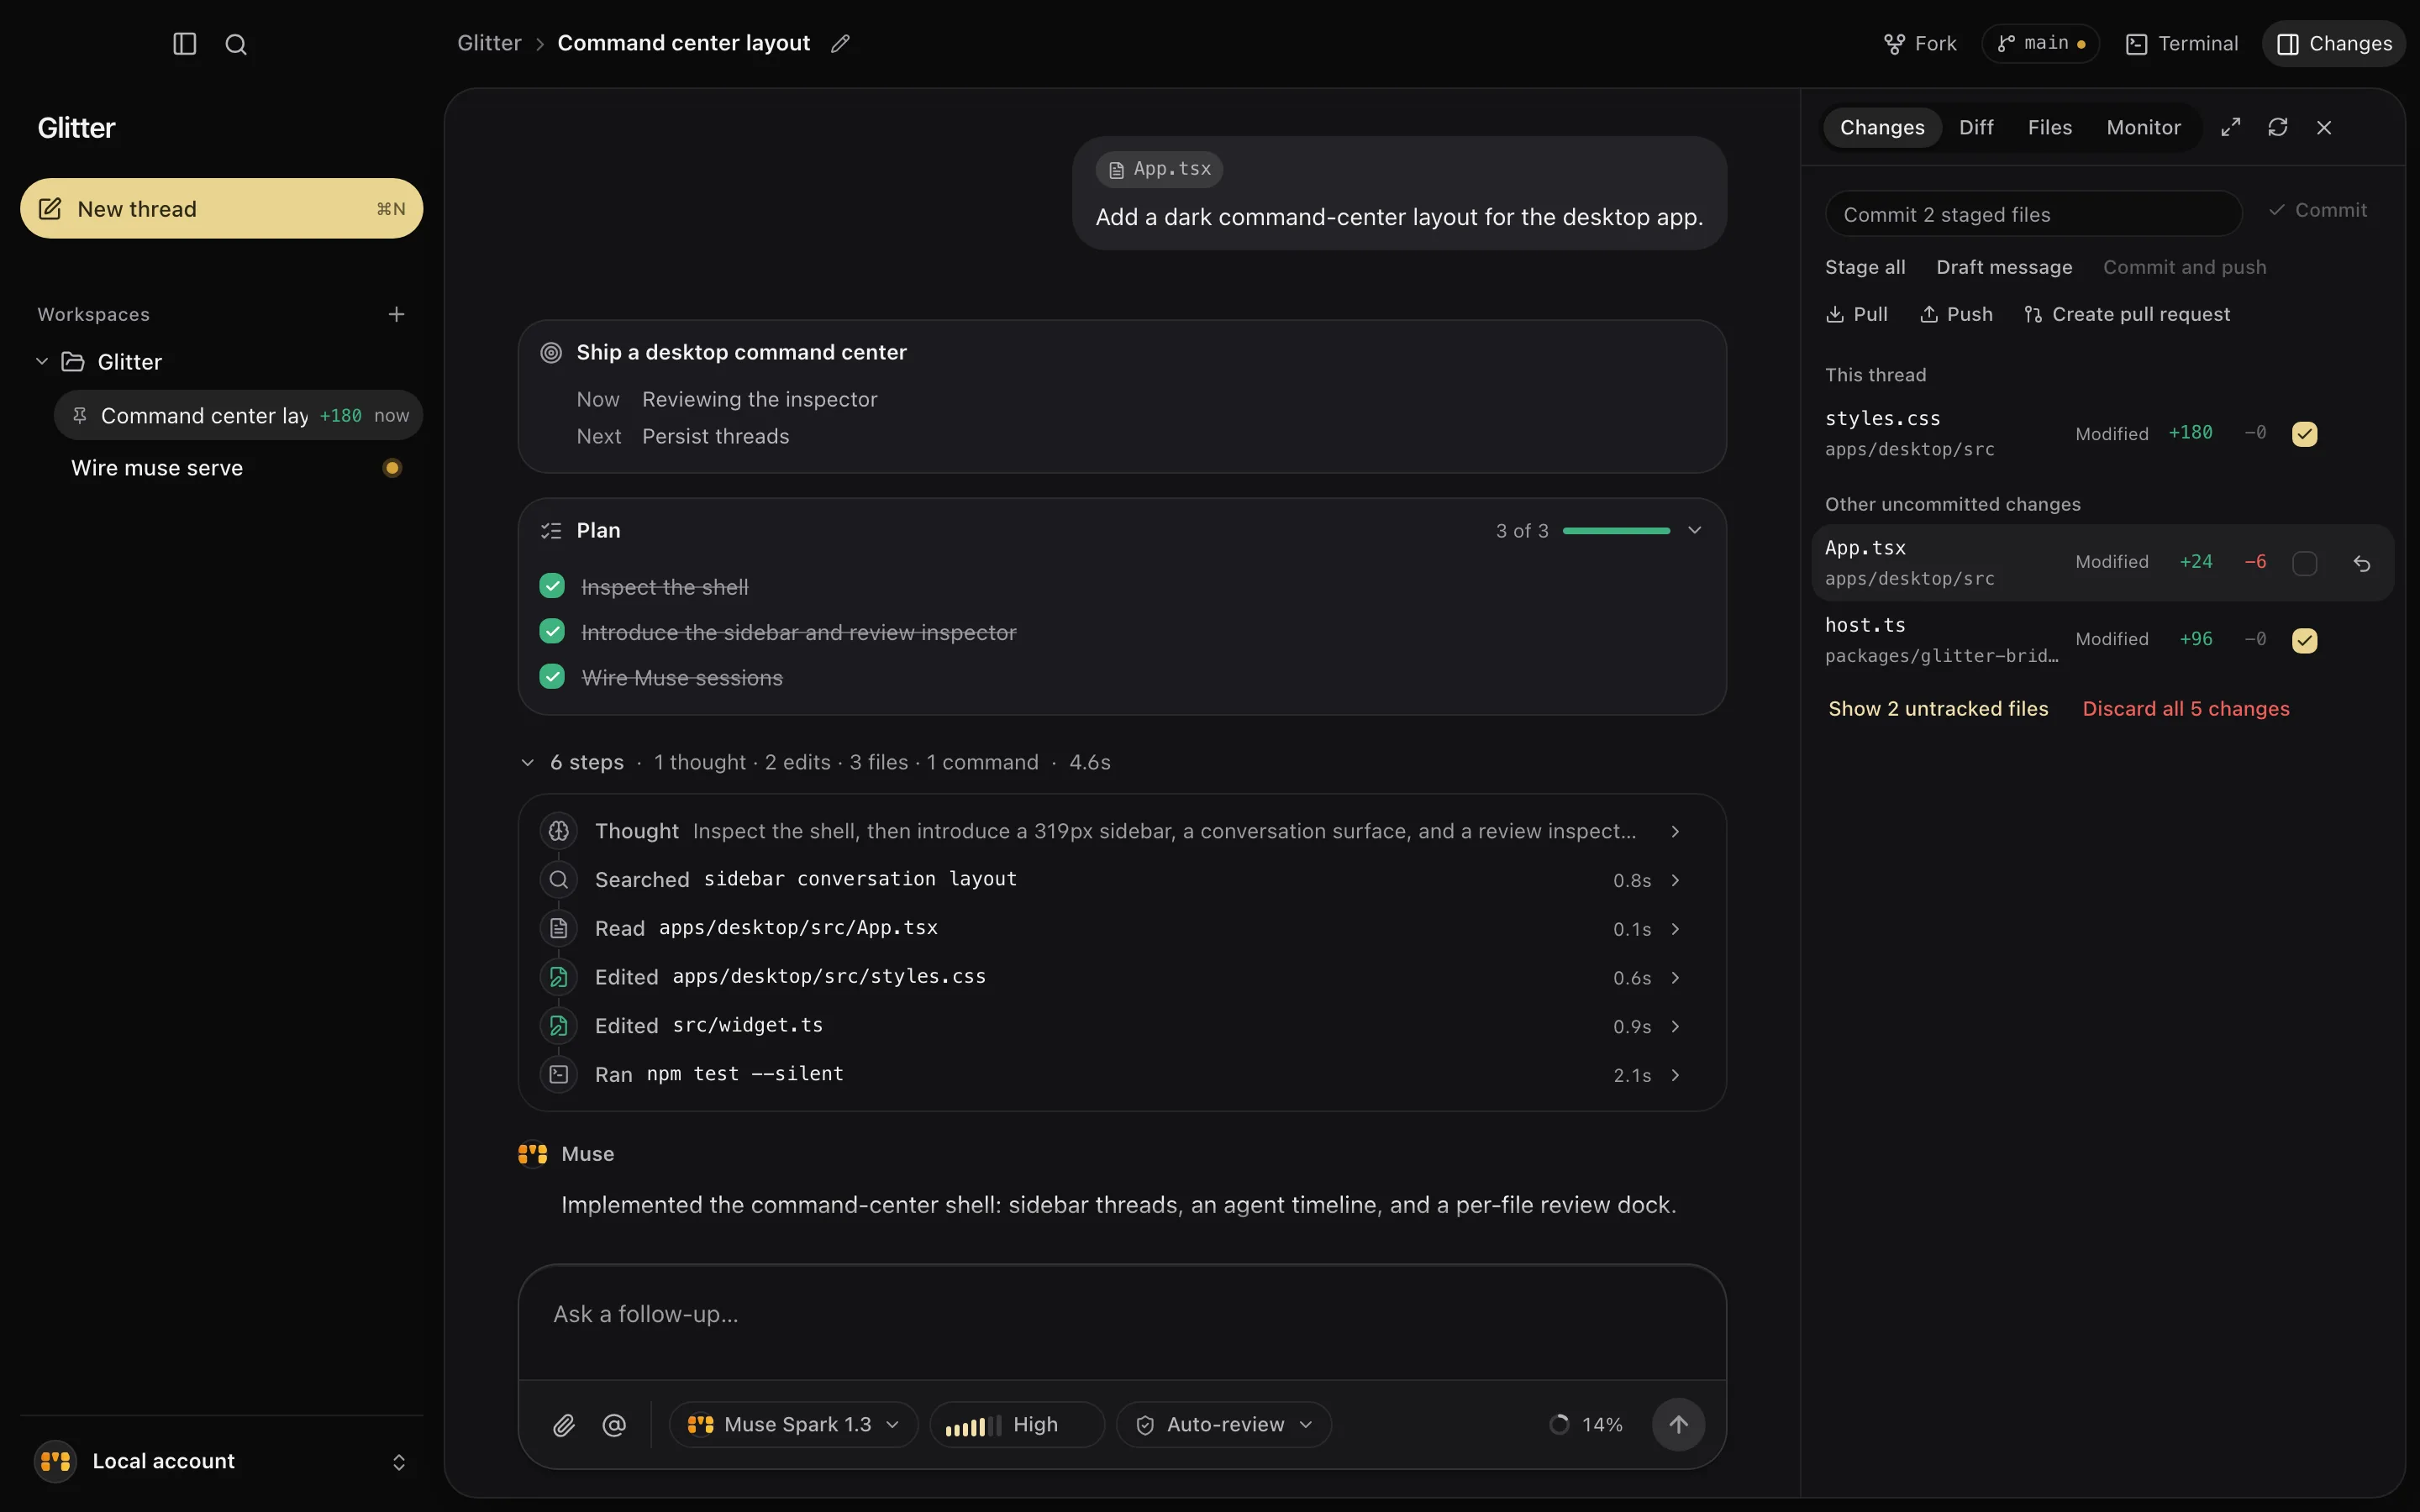 Glitter > Command center layout
Fork
main
Terminal
Changes
Glitter
New thread ⌘N
Workspaces
Glitter
Command center lay +180 now
Wire muse serve
Local account
App.tsx
Add a dark command-center layout for the desktop app.
Ship a desktop command center
Now Reviewing the inspector
Next Persist threads
Plan 3 of 3
Inspect the shell
Introduce the sidebar and review inspector
Wire Muse sessions
6 steps · 1 thought · 2 edits · 3 files · 1 command · 4.6s
Thought Inspect the shell, then introduce a 319px sidebar, a conversation surface, and a review inspect...
Searched sidebar conversation layout 0.8s
Read apps/desktop/src/App.tsx 0.1s
Edited apps/desktop/src/styles.css 0.6s
Edited src/widget.ts 0.9s
Ran npm test --silent 2.1s
Muse
Implemented the command-center shell: sidebar threads, an agent timeline, and a per-file review dock.
Ask a follow-up...
Muse Spark 1.3 High Auto-review 14%
Changes Diff Files Monitor
Commit 2 staged files Commit
Stage all Draft message Commit and push
Pull Push Create pull request
This thread
styles.css
apps/desktop/src Modified +180 −0
Other uncommitted changes
App.tsx
apps/desktop/src Modified +24 −6
host.ts
packages/glitter-brid… Modified +96 −0
Show 2 untracked files Discard all 5 changes